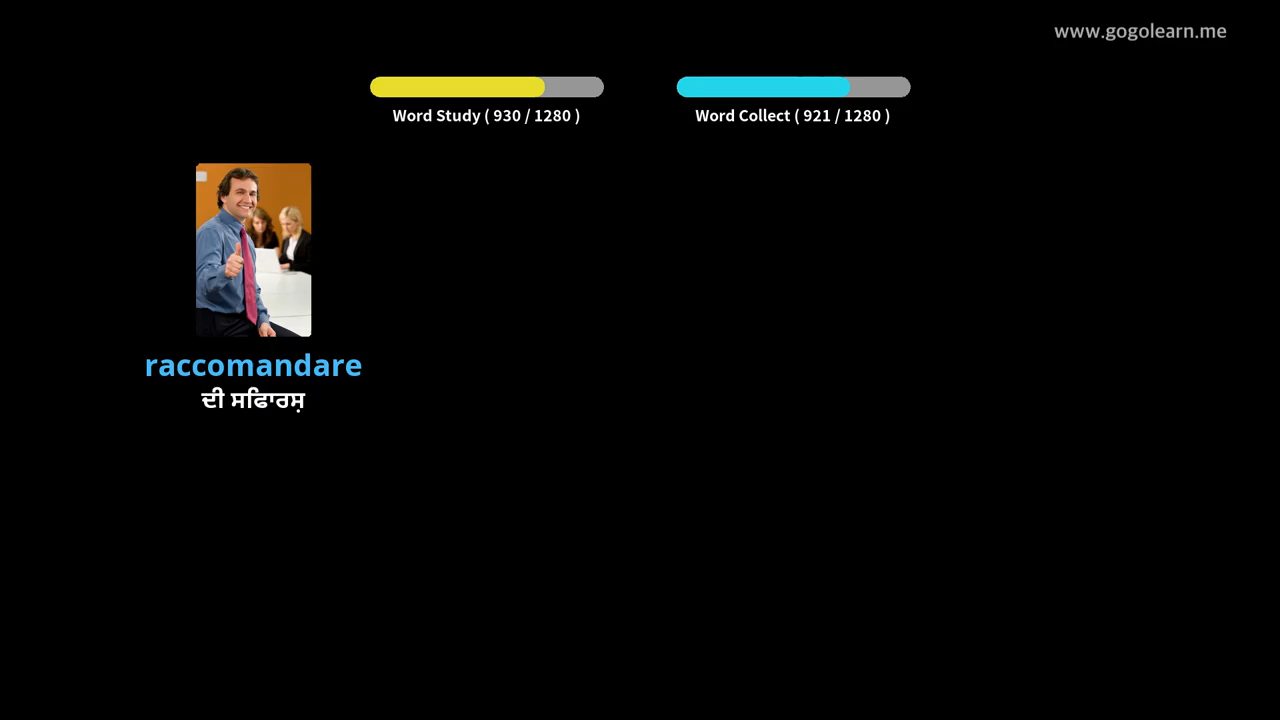 www.gogolearn.me
Word Study ( 930 / 1280 )
Word Collect ( 921 / 1280 )
raccomandare
ਦੀ ਸਿਫਾਰਸ਼